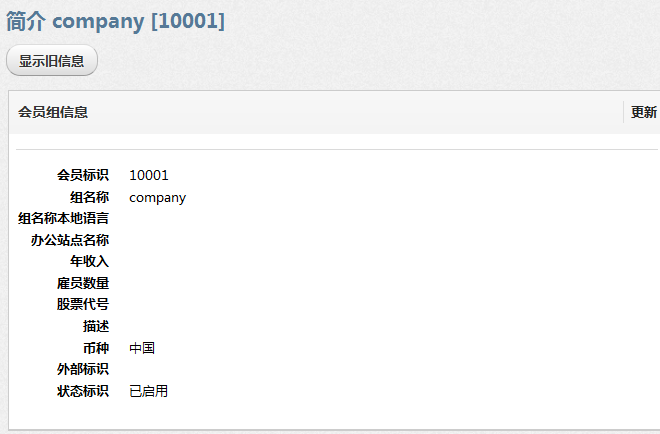 简介 company [10001]
显示旧信息
会员组信息 更新
会员标识 10001
组名称 company
组名称本地语言
办公站点名称
年收入
雇员数量
股票代号
描述
币种 中国
外部标识
状态标识 已启用